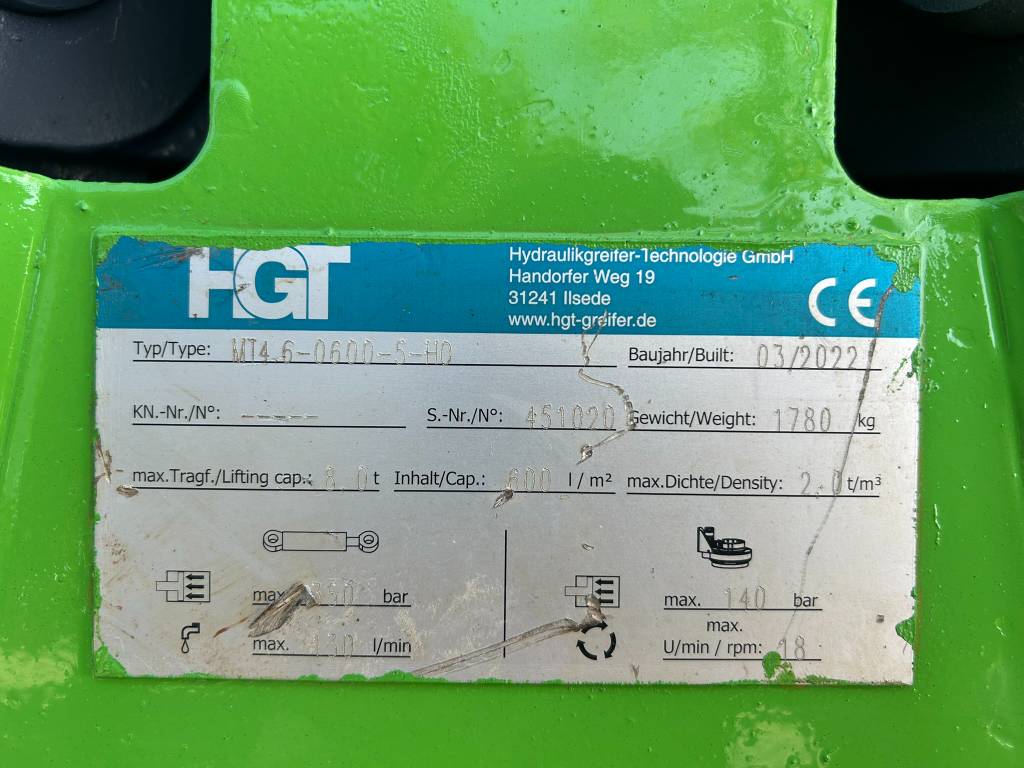 HGT
Hydraulikgreifer-Technologie GmbH
Handorfer Weg 19
31241 Ilsede
www.hgt-greifer.de
CE
Typ/Type: MT4.6-0600-5-HO Baujahr/Built: 03/2022
KN.-Nr./N°: ----- S.-Nr./N°: 451020 Gewicht/Weight: 1780 kg
max.Tragf./Lifting cap.: 8.0 t Inhalt/Cap.: 600 l / m² max.Dichte/Density: 2.0 t/m³
max. bar max. 140 bar
max. l/min max.
U/min / rpm: 18